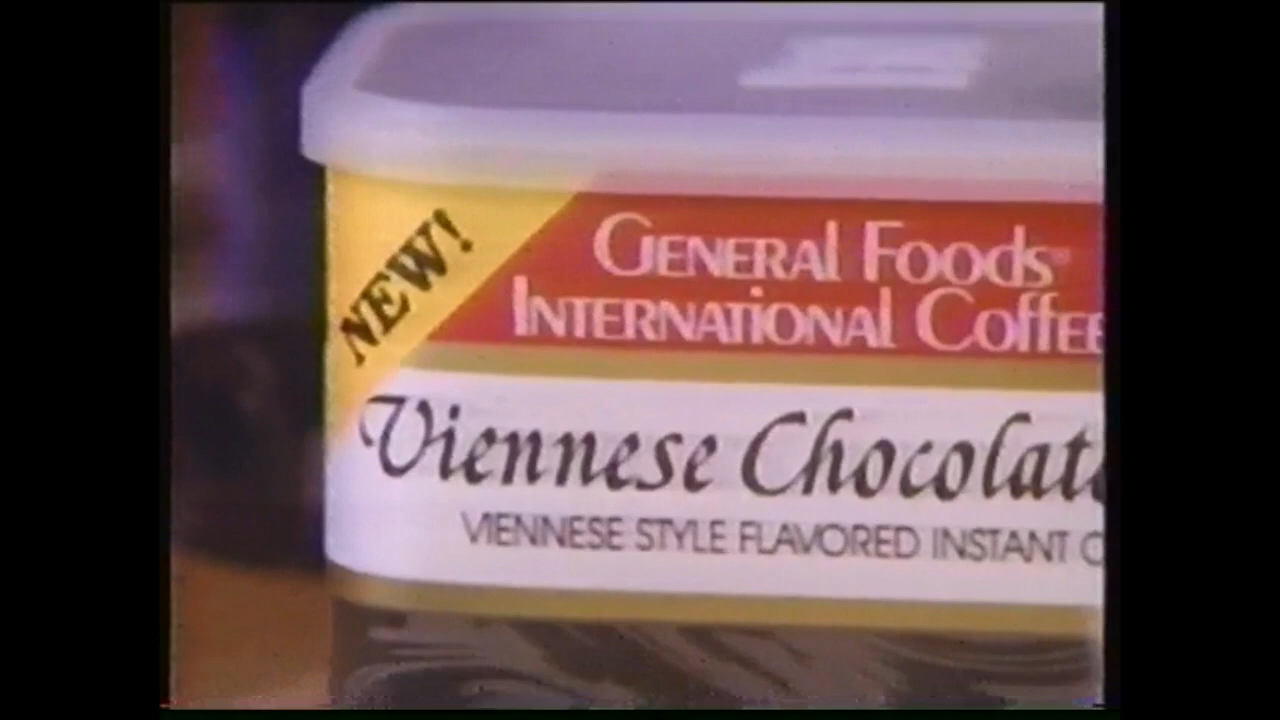 NEW!
GENERAL Foods®
INTERNATIONAL Coffee
Viennese Chocolate
VIENNESE STYLE FLAVORED INSTANT C